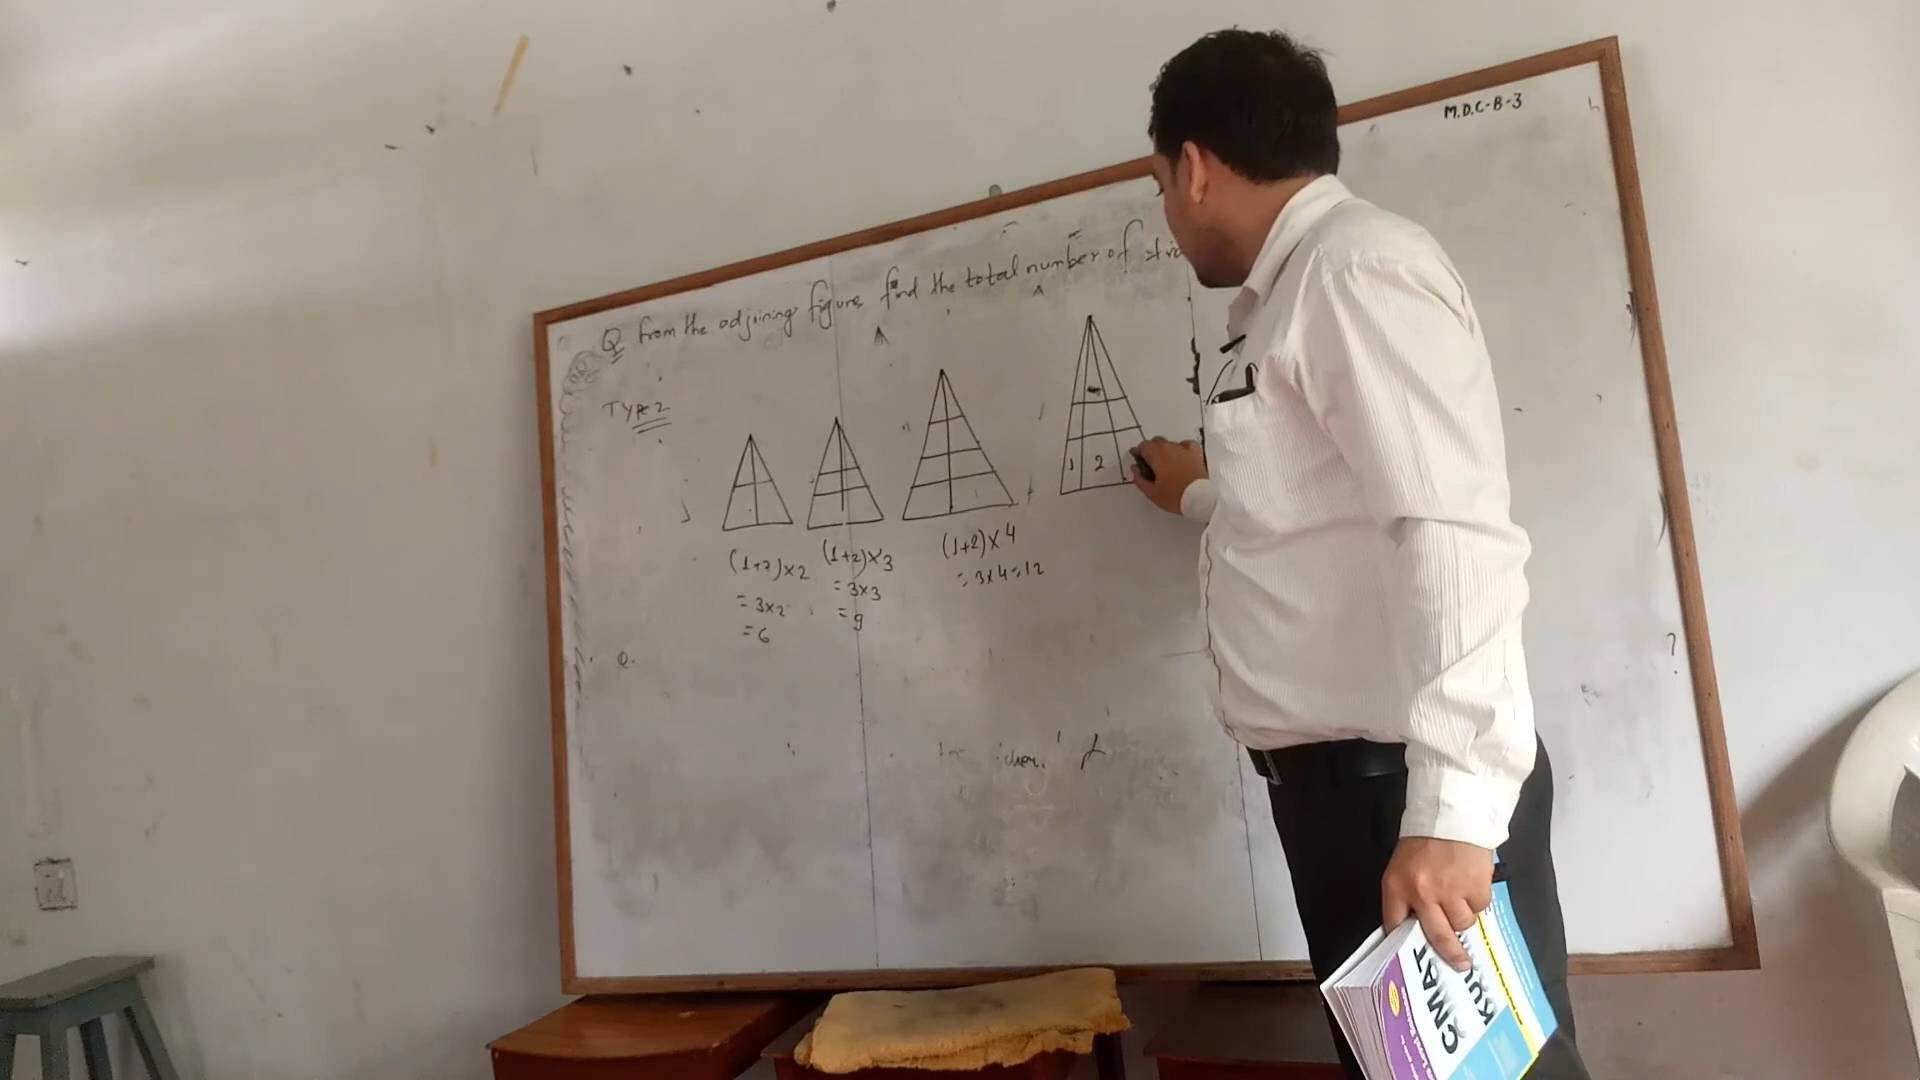 M.D.C-B-3
Q from the adjoining figure, find the total number of
TYPE 2
1 2
(1+2)×2
= 3×2
= 6
(1+2)×3
= 3×3
= 9
(1+2)×4
= 3×4=12
Q.
?
CMAT